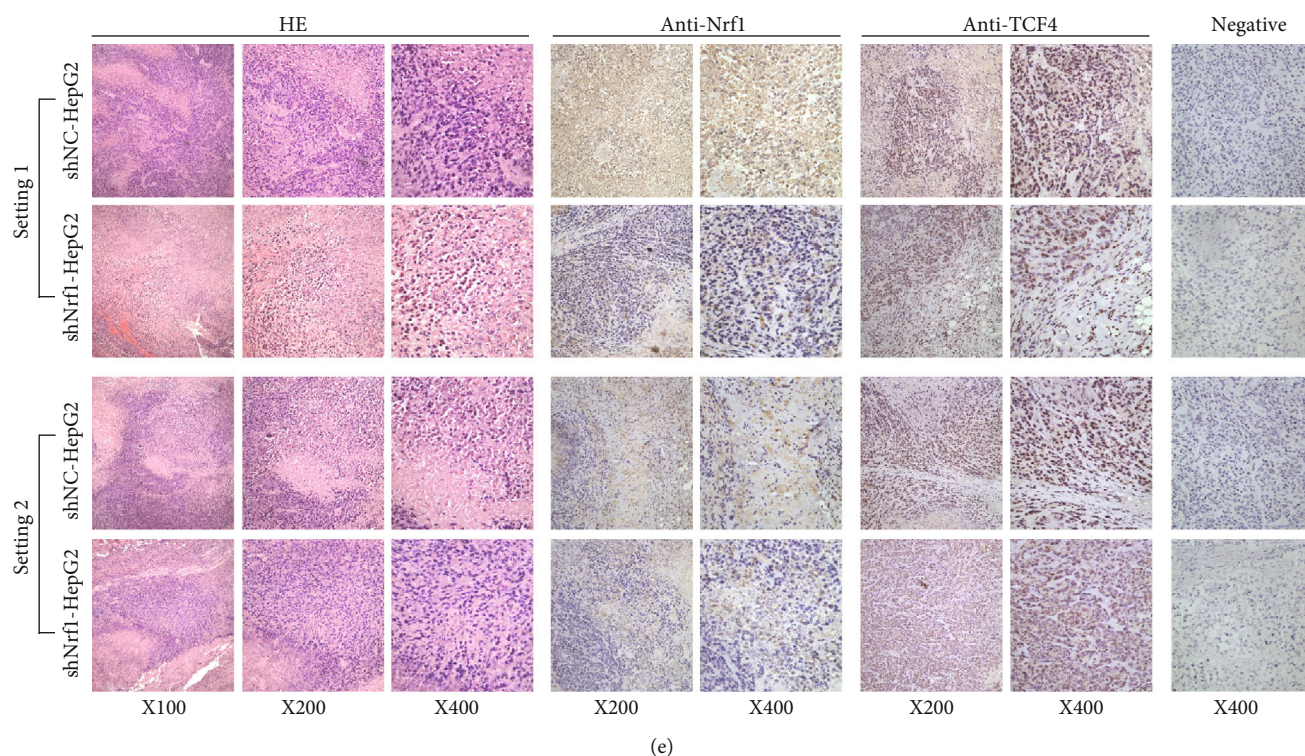 HE Anti-Nrf1 Anti-TCF4 Negative
Setting 1
shNC-HepG2
shNrf1-HepG2
Setting 2
shNC-HepG2
shNrf1-HepG2
X100 X200 X400 X200 X400 X200 X400 X400
(e)